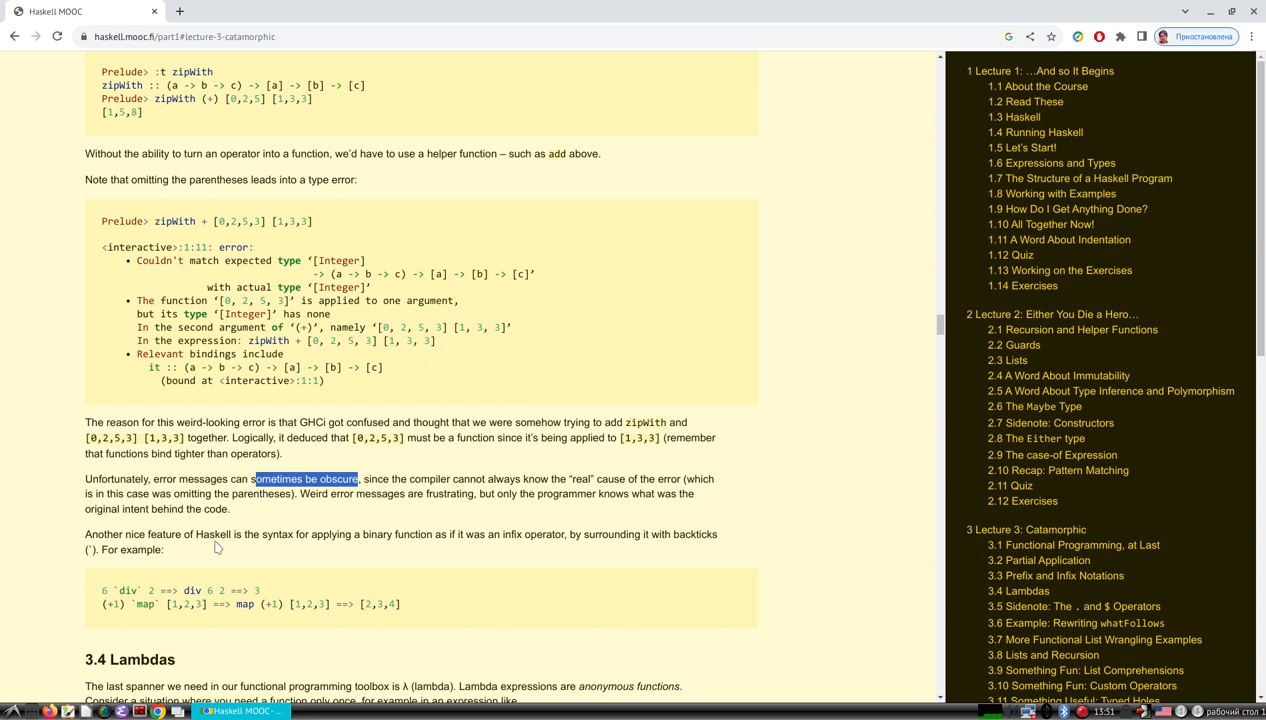 Haskell MOOC
haskell.mooc.fi/part1#lecture-3-catamorphic
Приостановлена
Prelude> :t zipWith
zipWith :: (a -> b -> c) -> [a] -> [b] -> [c]
Prelude> zipWith (+) [0,2,5] [1,3,3]
[1,5,8]
Without the ability to turn an operator into a function, we'd have to use a helper function – such as add above.
Note that omitting the parentheses leads into a type error:
Prelude> zipWith + [0,2,5,3] [1,3,3]
<interactive>:1:11: error:
• Couldn't match expected type ‘[Integer]
-> (a -> b -> c) -> [a] -> [b] -> [c]’
with actual type ‘[Integer]’
• The function ‘[0, 2, 5, 3]’ is applied to one argument,
but its type ‘[Integer]’ has none
In the second argument of ‘(+)’, namely ‘[0, 2, 5, 3] [1, 3, 3]’
In the expression: zipWith + [0, 2, 5, 3] [1, 3, 3]
• Relevant bindings include
it :: (a -> b -> c) -> [a] -> [b] -> [c]
(bound at <interactive>:1:1)
The reason for this weird-looking error is that GHCi got confused and thought that we were somehow trying to add zipWith and
[0,2,5,3] [1,3,3] together. Logically, it deduced that [0,2,5,3] must be a function since it's being applied to [1,3,3] (remember
that functions bind tighter than operators).
Unfortunately, error messages can sometimes be obscure, since the compiler cannot always know the “real” cause of the error (which
is in this case was omitting the parentheses). Weird error messages are frustrating, but only the programmer knows what was the
original intent behind the code.
Another nice feature of Haskell is the syntax for applying a binary function as if it was an infix operator, by surrounding it with backticks
(`). For example:
6 `div` 2 ==> div 6 2 ==> 3
(+1) `map` [1,2,3] ==> map (+1) [1,2,3] ==> [2,3,4]
3.4 Lambdas
The last spanner we need in our functional programming toolbox is λ (lambda). Lambda expressions are anonymous functions.
Consider a situation where you need a function only once, for example in an expression like
1 Lecture 1: …And so It Begins
1.1 About the Course
1.2 Read These
1.3 Haskell
1.4 Running Haskell
1.5 Let's Start!
1.6 Expressions and Types
1.7 The Structure of a Haskell Program
1.8 Working with Examples
1.9 How Do I Get Anything Done?
1.10 All Together Now!
1.11 A Word About Indentation
1.12 Quiz
1.13 Working on the Exercises
1.14 Exercises
2 Lecture 2: Either You Die a Hero…
2.1 Recursion and Helper Functions
2.2 Guards
2.3 Lists
2.4 A Word About Immutability
2.5 A Word About Type Inference and Polymorphism
2.6 The Maybe Type
2.7 Sidenote: Constructors
2.8 The Either type
2.9 The case-of Expression
2.10 Recap: Pattern Matching
2.11 Quiz
2.12 Exercises
3 Lecture 3: Catamorphic
3.1 Functional Programming, at Last
3.2 Partial Application
3.3 Prefix and Infix Notations
3.4 Lambdas
3.5 Sidenote: The . and $ Operators
3.6 Example: Rewriting whatFollows
3.7 More Functional List Wrangling Examples
3.8 Lists and Recursion
3.9 Something Fun: List Comprehensions
3.10 Something Fun: Custom Operators
3.11 Something Useful: Typed Holes
Haskell MOOC - ...
13:51
рабочий стол 1